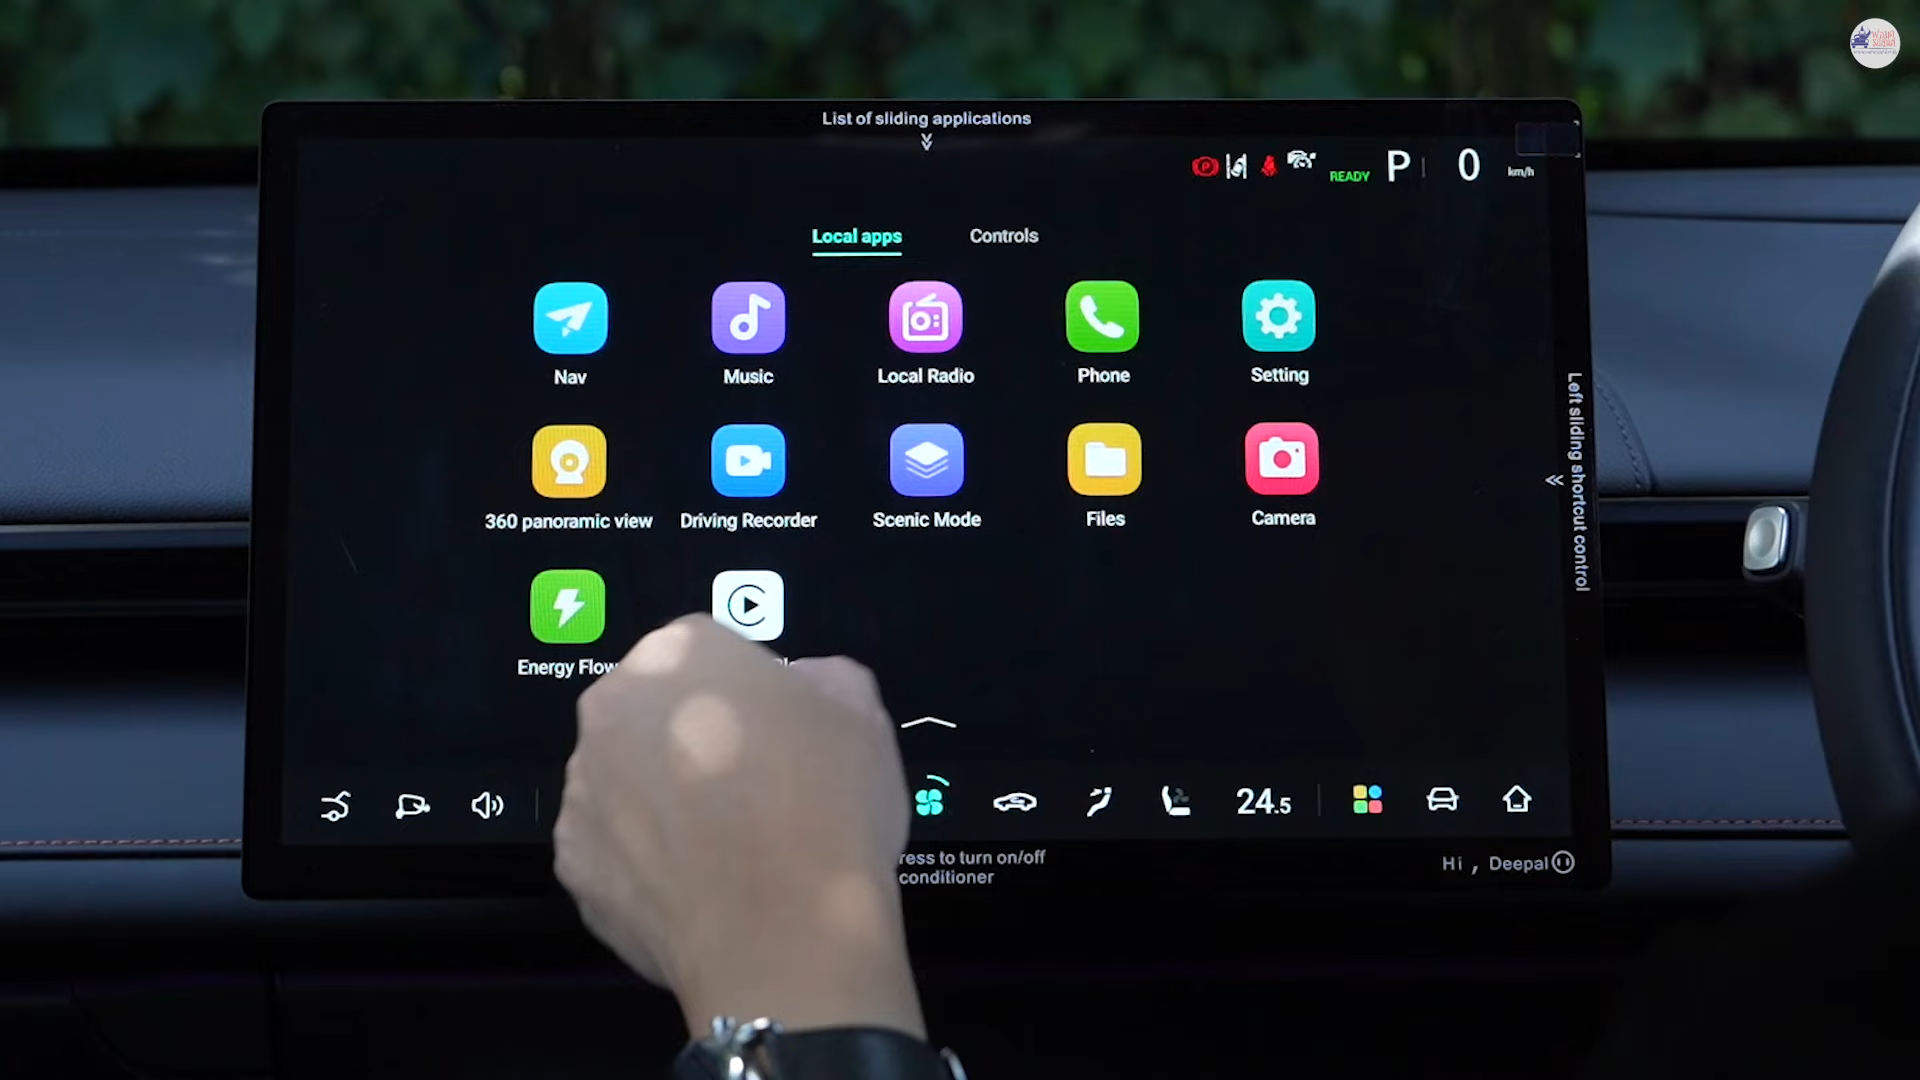 List of sliding applications
READY P 0 km/h
Local apps Controls
Nav Music Local Radio Phone Setting
360 panoramic view Driving Recorder Scenic Mode Files Camera
Energy Flow
24.5
to turn on/off
conditioner
Hi , Deepal
Left sliding shortcut control